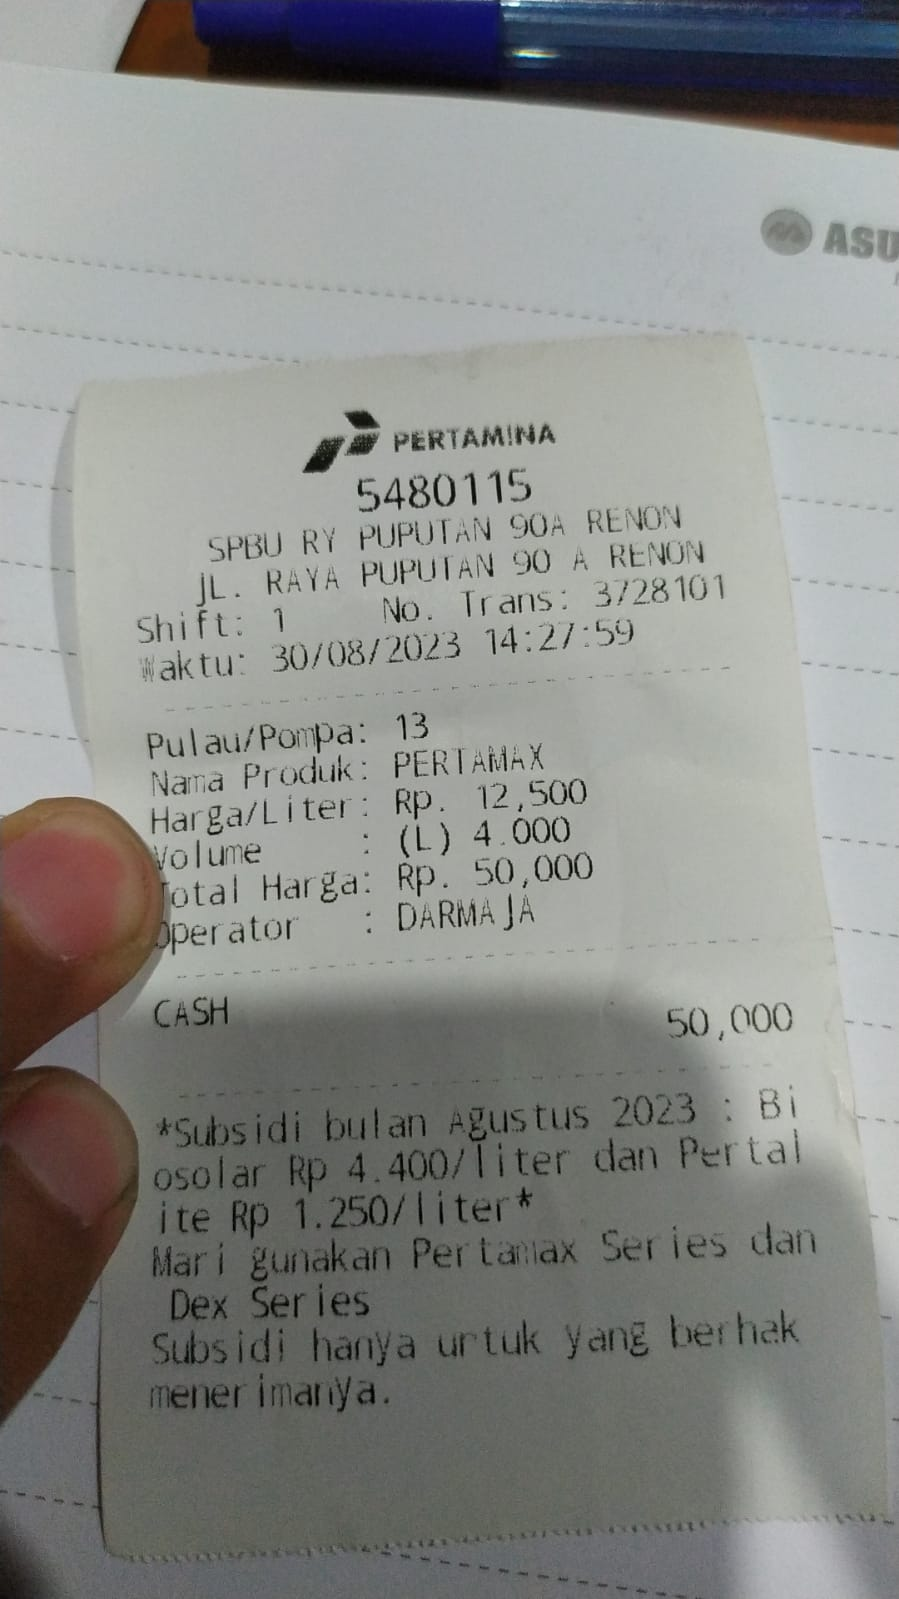 ASU
PERTAMINA
5480115
SPBU RY PUPUTAN 90A RENON
JL. RAYA PUPUTAN 90 A RENON
Shift: 1 No. Trans: 3728101
Waktu: 30/08/2023 14:27:59
Pulau/Pompa: 13
Nama Produk: PERTAMAX
Harga/Liter: Rp. 12,500
Volume : (L) 4.000
Total Harga: Rp. 50,000
Operator : DARMAJA
CASH 50,000
*Subsidi bulan Agustus 2023 : Bi
osolar Rp 4.400/liter dan Pertal
ite Rp 1.250/liter*
Mari gunakan Pertamax Series dan
Dex Series
Subsidi hanya untuk yang berhak
menerimanya.